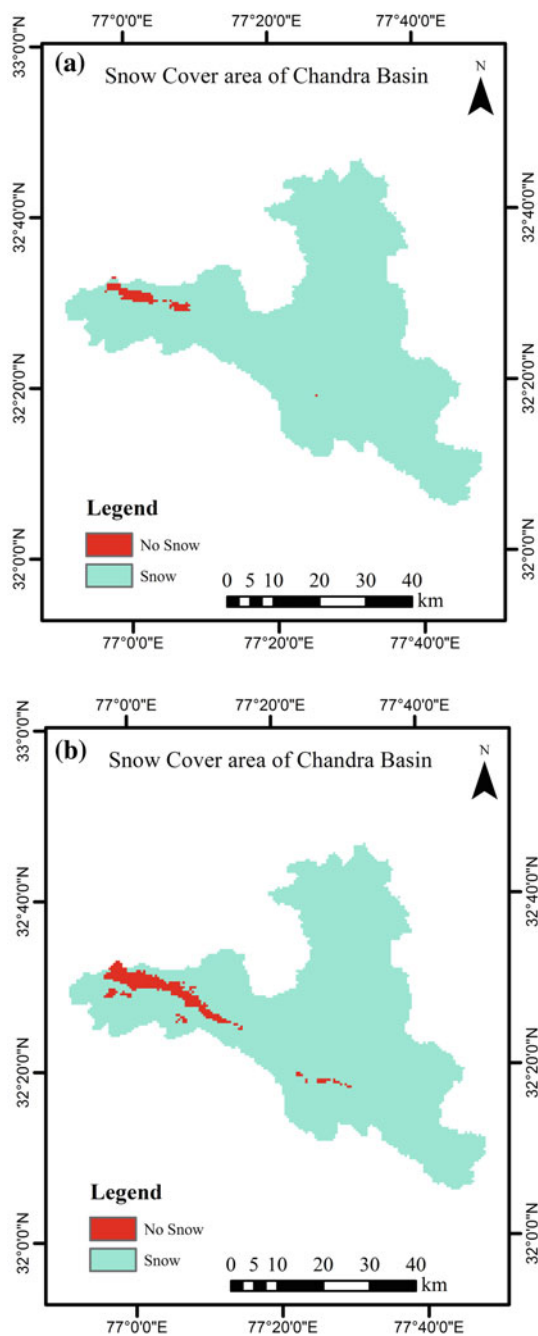 77°0'0"E 77°20'0"E 77°40'0"E
(a)
Snow Cover area of Chandra Basin
N
33°0'0"N
32°40'0"N 32°40'0"N
32°20'0"N 32°20'0"N
32°0'0"N 32°0'0"N
Legend
No Snow
Snow
0 5 10 20 30 40
km
77°0'0"E 77°20'0"E 77°40'0"E
77°0'0"E 77°20'0"E 77°40'0"E
(b)
Snow Cover area of Chandra Basin
N
33°0'0"N
32°40'0"N 32°40'0"N
32°20'0"N 32°20'0"N
32°0'0"N 32°0'0"N
Legend
No Snow
Snow
0 5 10 20 30 40
km
77°0'0"E 77°20'0"E 77°40'0"E